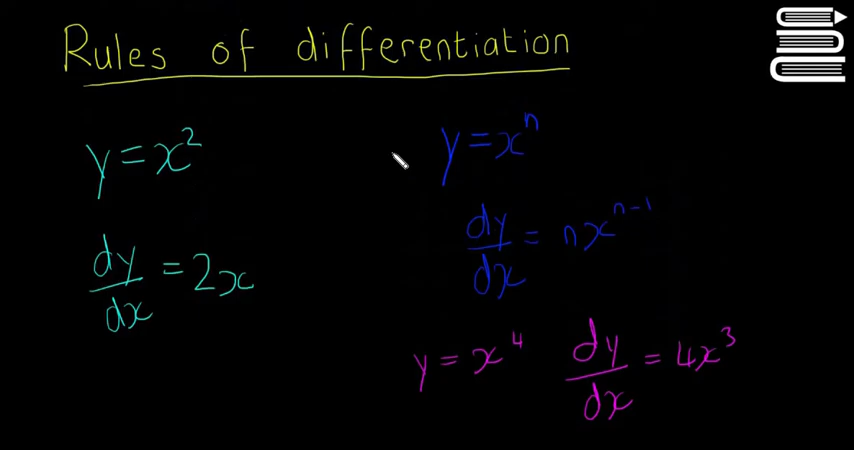 Rules of differentiation
y = x²
dy/dx = 2x
y = xⁿ
dy/dx = nxⁿ⁻¹
y = x⁴ dy/dx = 4x³